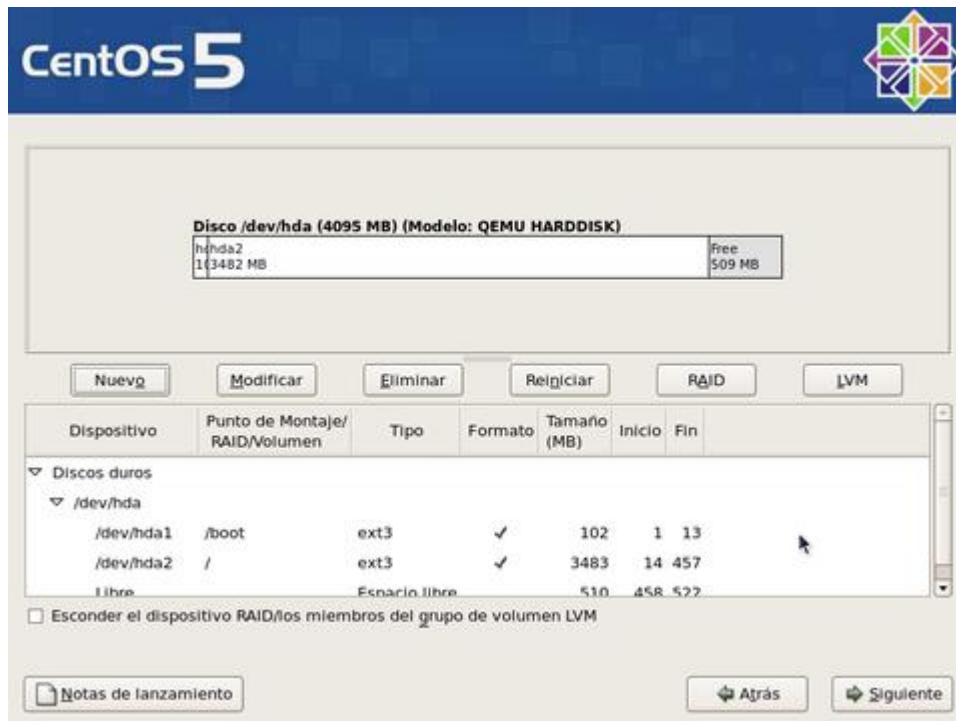 CentOS 5
Disco /dev/hda (4095 MB) (Modelo: QEMU HARDDISK)
hda2
3482 MB
Free
509 MB
Nuevo
Modificar
Eliminar
Reiniciar
RAID
LVM
Dispositivo
Punto de Montaje/
RAID/Volumen
Tipo
Formato
Tamaño
(MB)
Inicio
Fin
Discos duros
/dev/hda
/dev/hda1 /boot ext3 ✓ 102 1 13
/dev/hda2 / ext3 ✓ 3483 14 457
Libre Espacio libre 510 458 522
Esconder el dispositivo RAID/los miembros del grupo de volumen LVM
Notas de lanzamiento
Atrás
Siguiente